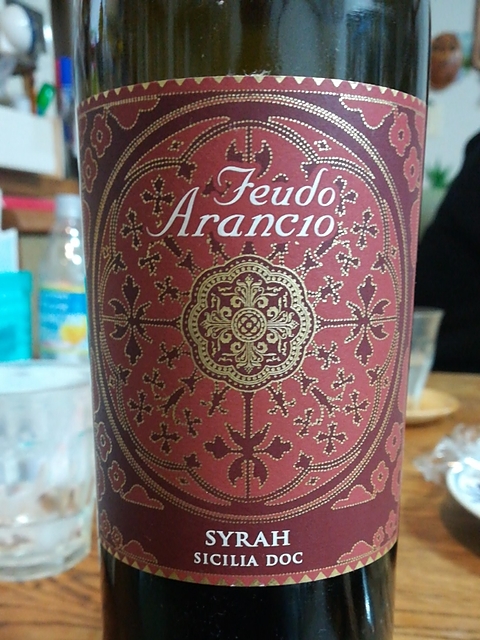 Feudo
Arancio
SYRAH
SICILIA DOC